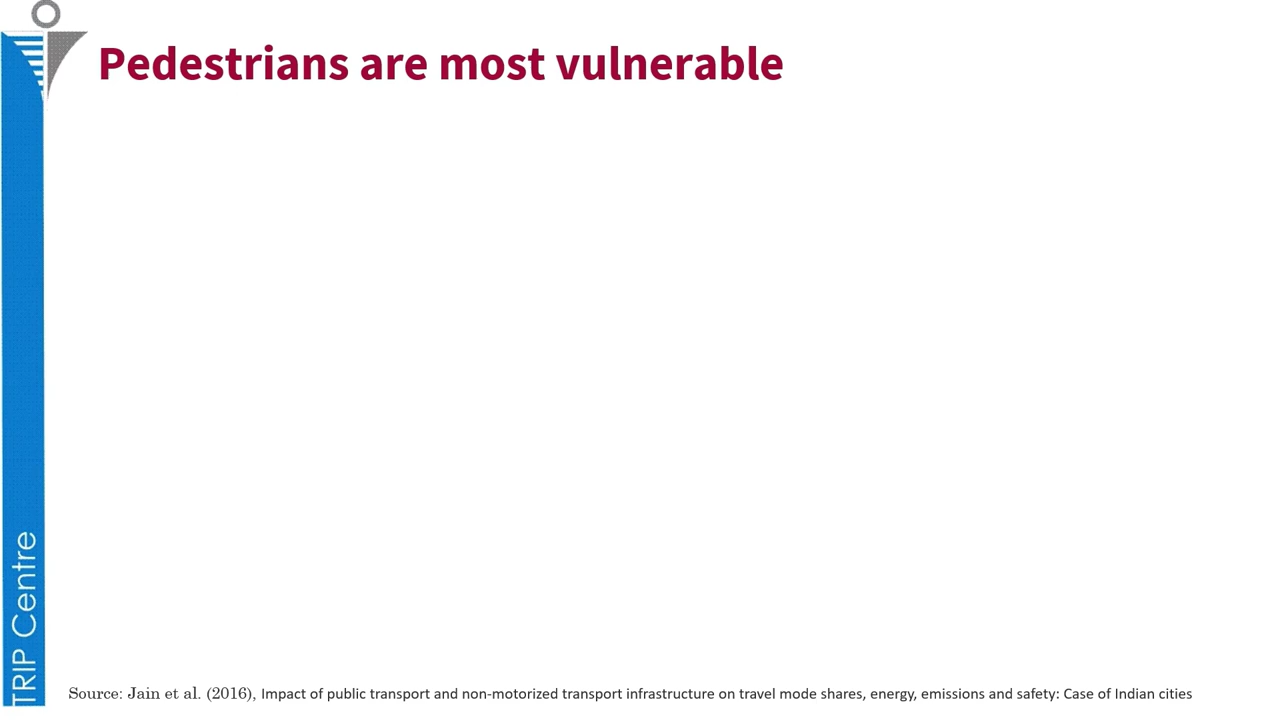 Pedestrians are most vulnerable
TRIP Centre
Source: Jain et al. (2016), Impact of public transport and non-motorized transport infrastructure on travel mode shares, energy, emissions and safety: Case of Indian cities